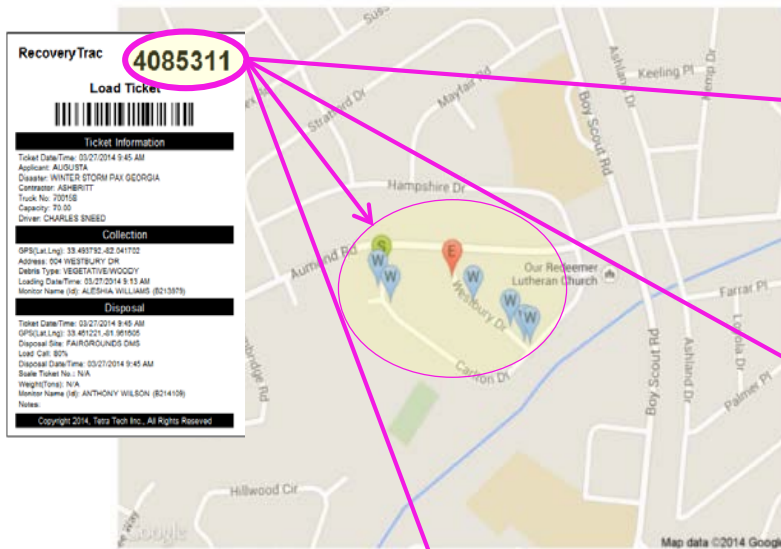 RecoveryTrac
4085311
Load Ticket
Ticket Information
Ticket Date/Time: 03/27/2014 9:45 AM
Applicant: AUGUSTA
Disaster: WINTER STORM PAX GEORGIA
Contractor: ASHBRITT
Truck No: 70015B
Capacity: 70.00
Driver: CHARLES SNEED
Collection
GPS(Lat,Lng): 33.493792,-82.041702
Address: 604 WESTBURY DR
Debris Type: VEGETATIVE/WOODY
Loading Date/Time: 03/27/2014 9:13 AM
Monitor Name (Id): ALESHIA WILLIAMS (B213979)
Disposal
Ticket Date/Time: 03/27/2014 9:45 AM
GPS(Lat,Lng): 33.461221,-81.961605
Disposal Site: FAIRGROUNDS DMS
Load Call: 80%
Disposal Date/Time: 03/27/2014 9:45 AM
Scale Ticket No.: N/A
Weight(Tons): N/A
Monitor Name (Id): ANTHONY WILSON (B214109)
Notes:
Copyright 2014, Tetra Tech Inc., All Rights Reseved
Stratford Dr
Mayfair Rd
Boy Scout Rd
Ashland Dr
Keeling Pl
Kemp Dr
Hampshire Dr
Aumond Rd
S
W
W
E
W
W
W
Westbury Dr
Our Redeemer
Lutheran Church
Carlton Dr
Farrar Pl
Loyola Dr
Ashland Dr
Palmer Pl
Boy Scout Rd
Hillwood Cir
Google
Map data ©2014 Google